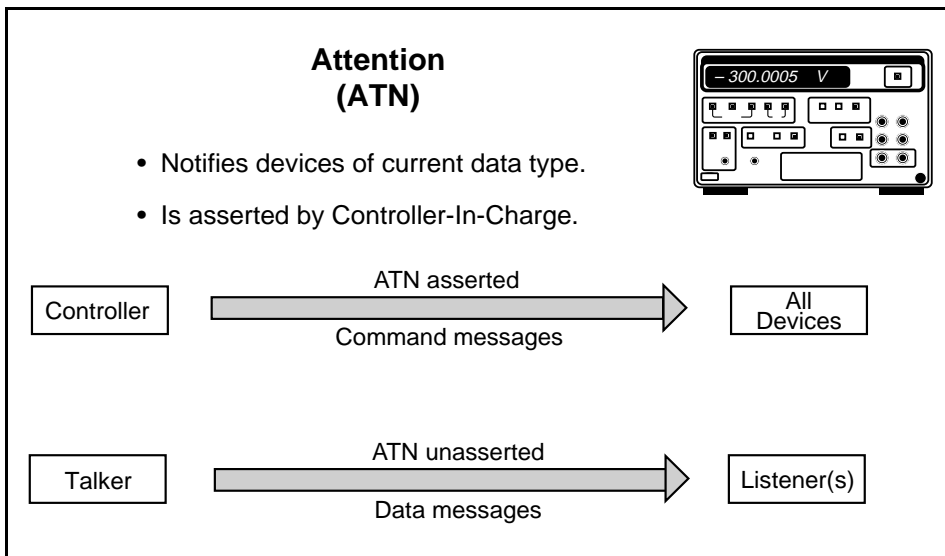 Attention
(ATN)
– 300.0005 V
• Notifies devices of current data type.
• Is asserted by Controller-In-Charge.
Controller
ATN asserted
Command messages
All
Devices
Talker
ATN unasserted
Data messages
Listener(s)